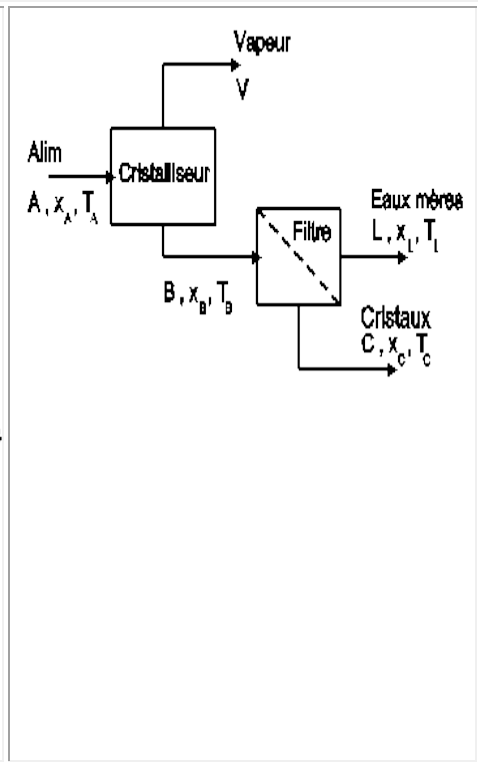 Vapeur
V
Alim
Cristalliseur
A , x_A, T_A
Eaux mères
Filtre
L , x_L, T_L
B , x_B, T_B
Cristaux
C , x_C, T_C